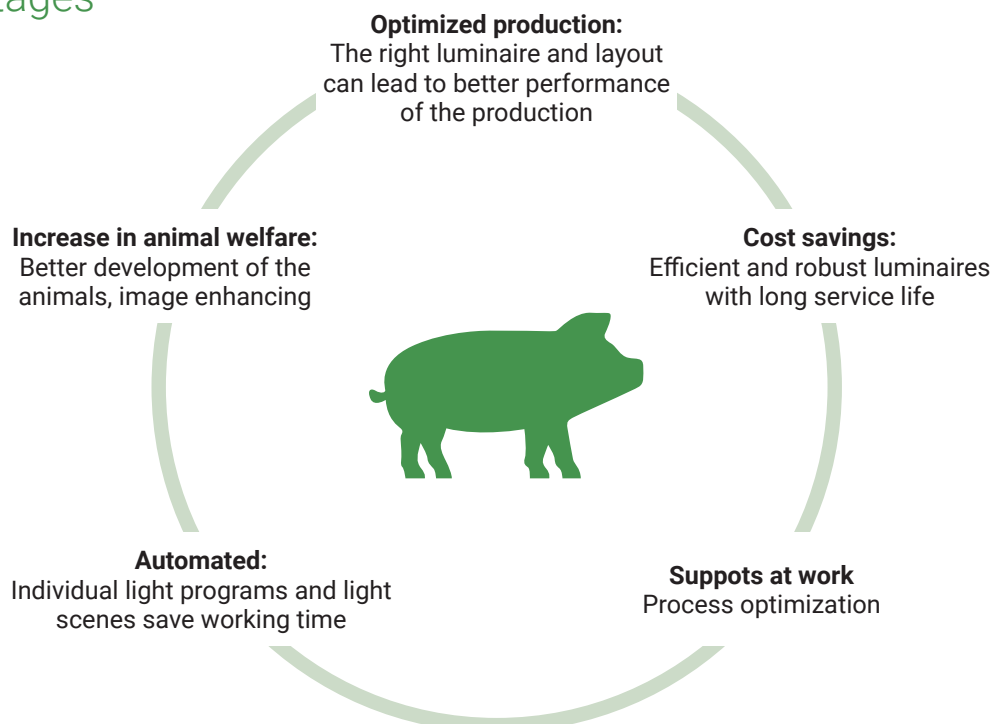 Optimized production:
The right luminaire and layout
can lead to better performance
of the production
Increase in animal welfare:
Better development of the
animals, image enhancing
Cost savings:
Efficient and robust luminaires
with long service life
Automated:
Individual light programs and light
scenes save working time
Suppots at work
Process optimization